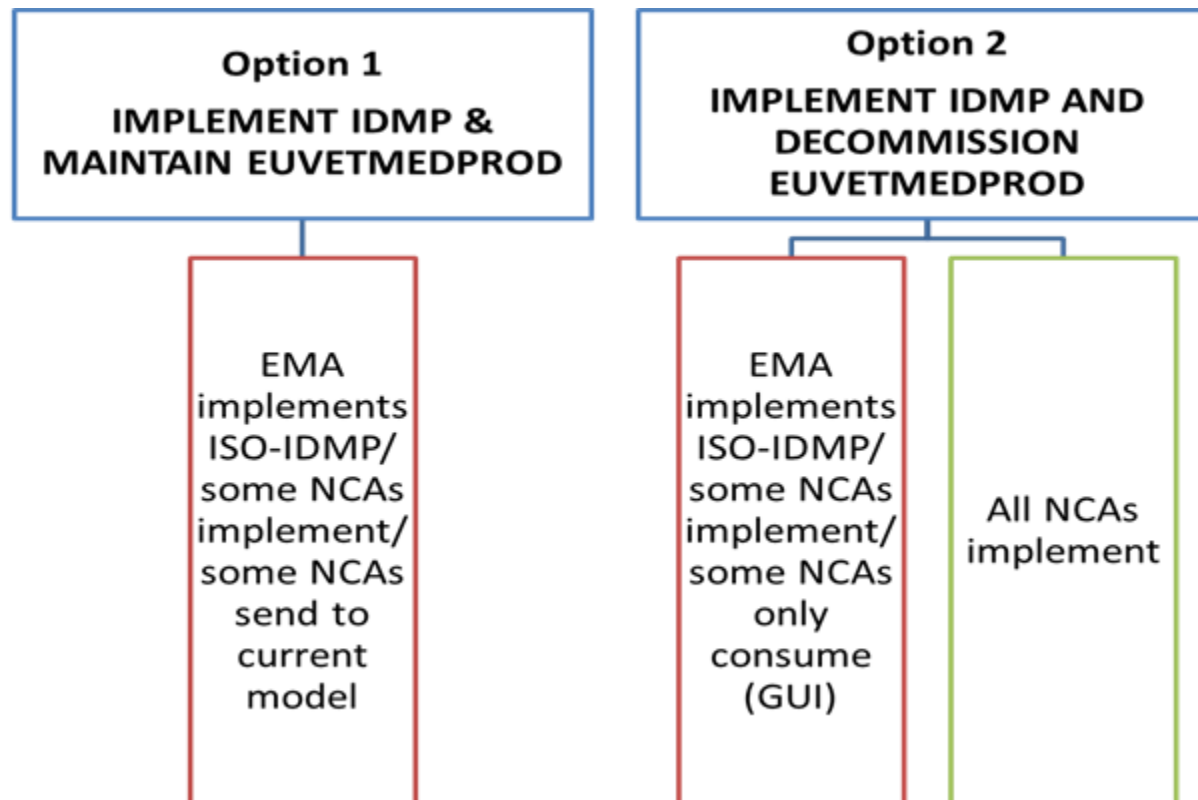 Option 1
IMPLEMENT IDMP &
MAINTAIN EUVETMEDPROD
Option 2
IMPLEMENT IDMP AND
DECOMMISSION
EUVETMEDPROD
EMA
implements
ISO-IDMP/
some NCAs
implement/
some NCAs
send to
current
model
EMA
implements
ISO-IDMP/
some NCAs
implement/
some NCAs
only
consume
(GUI)
All NCAs
implement